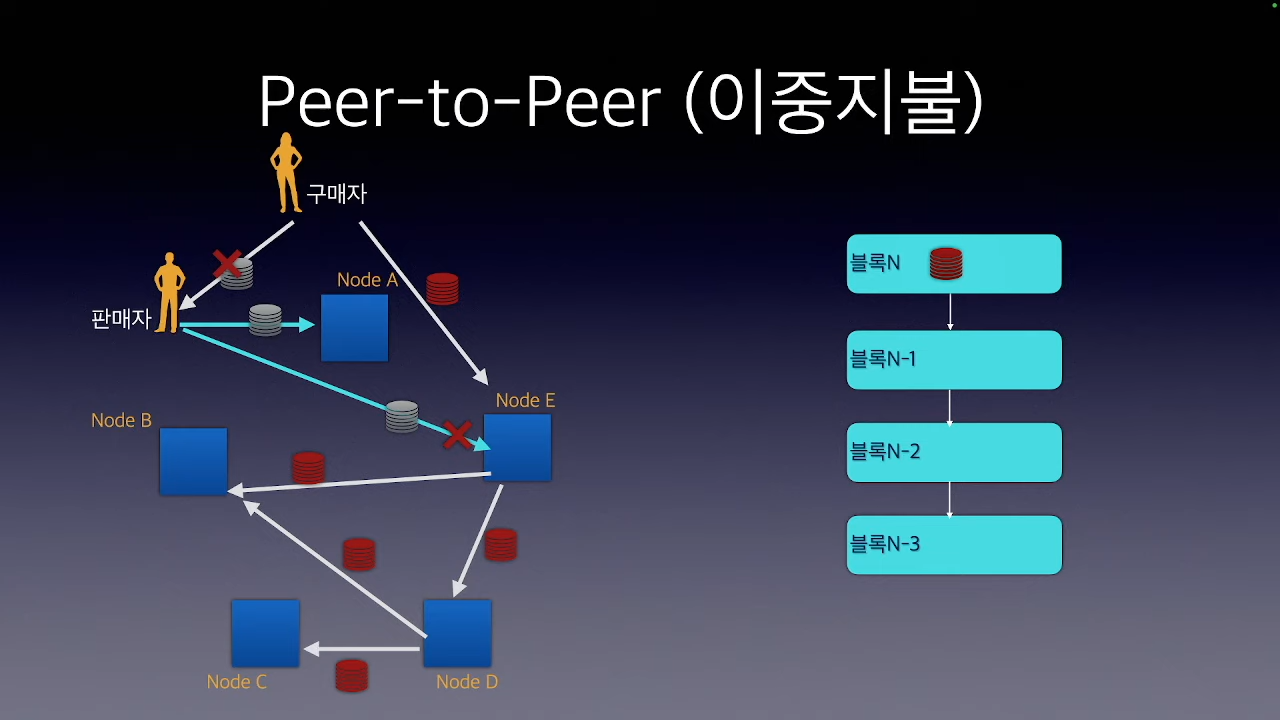 Peer-to-Peer (이중지불)
구매자
판매자
Node A
Node E
Node B
Node C
Node D
블록N
블록N-1
블록N-2
블록N-3